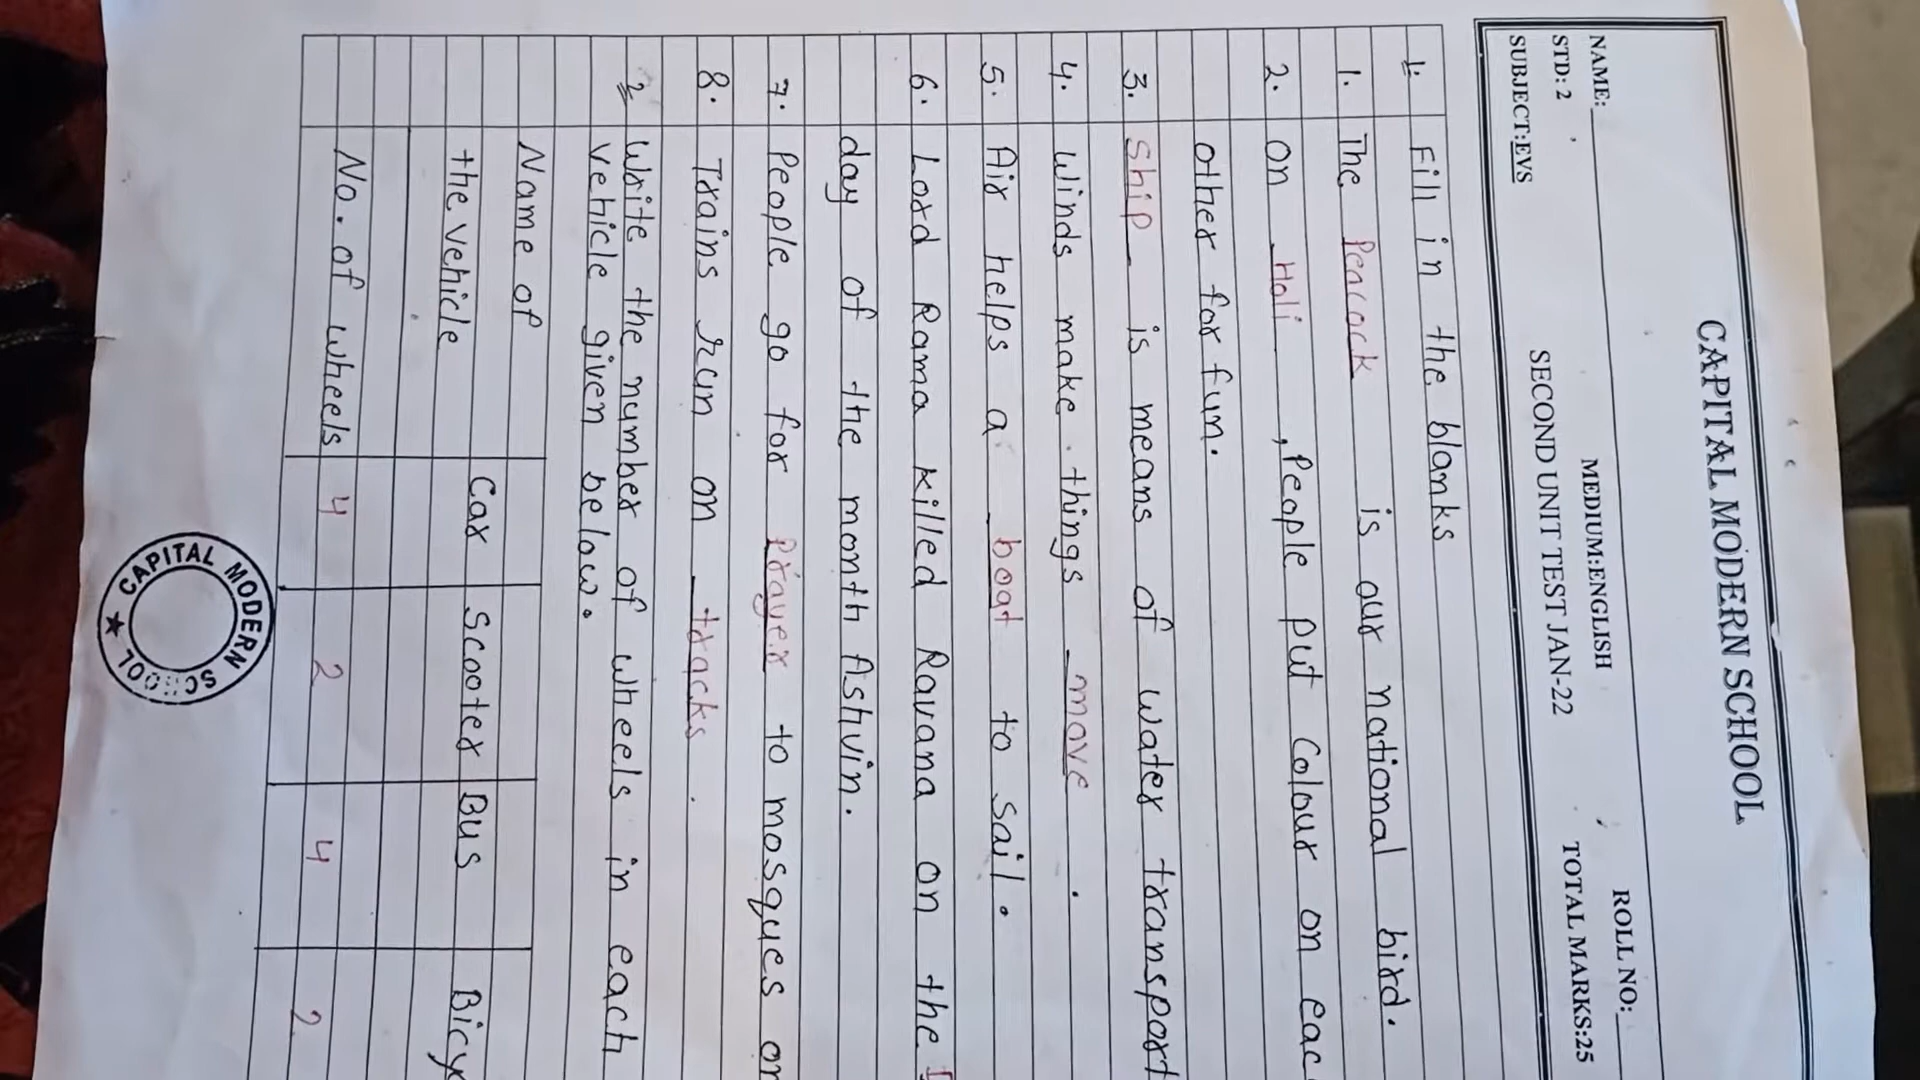 CAPITAL MODERN SCHOOL
NAME: ROLL NO:
STD: 2 MEDIUM:ENGLISH TOTAL MARKS:25
SUBJECT:EVS SECOND UNIT TEST JAN-22
1. Fill in the blanks
1. The Peacock is our national bird.
2. On Holi, People put Colour on eac
other for fun.
3. Ship is means of water transport
4. Winds make things move.
5. Air helps a boat to sail.
6. Lord Rama killed Ravana on the
day of the month Ashvin.
7. People go for Prayer to mosques on
8. Trains run on tracks.
2 Write the number of wheels in each
vehicle given below.
Name of
the vehicle Car Scooter Bus Bicy
No. of wheels 4 2 4 2
CAPITAL MODERN SCHOOL